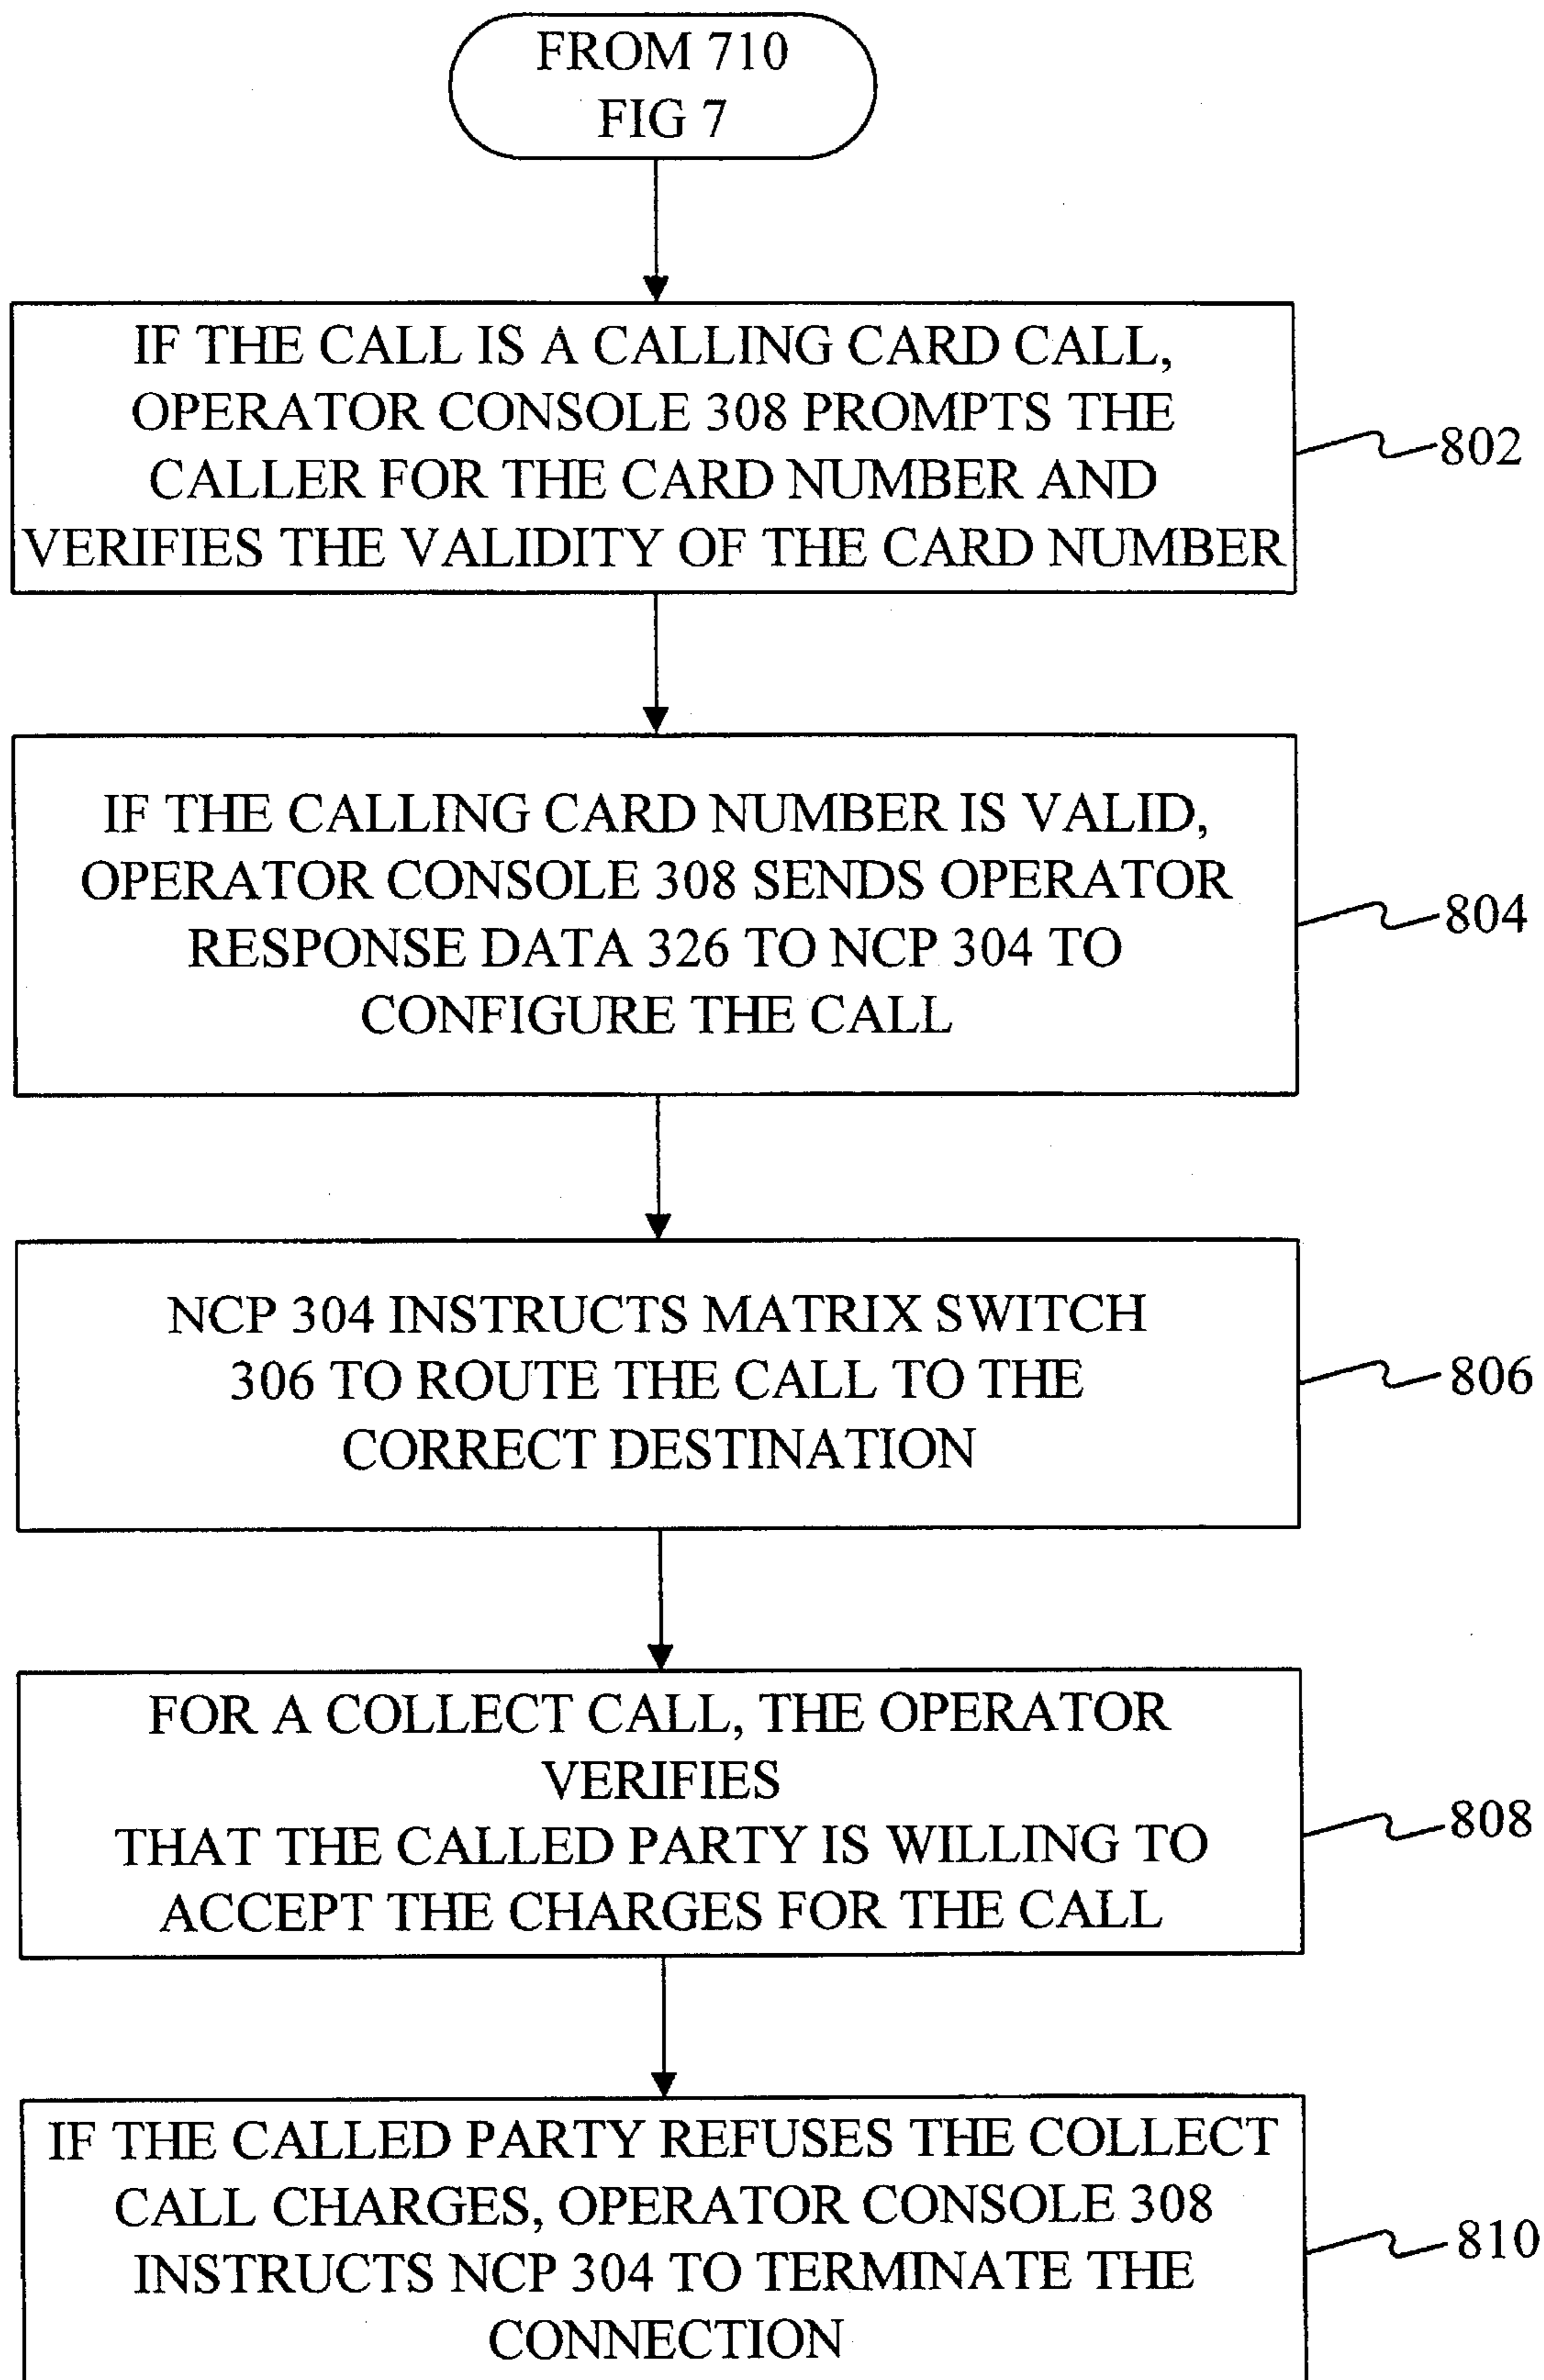 FROM 710
FIG 7
IF THE CALL IS A CALLING CARD CALL,
OPERATOR CONSOLE 308 PROMPTS THE
CALLER FOR THE CARD NUMBER AND
VERIFIES THE VALIDITY OF THE CARD NUMBER
802
IF THE CALLING CARD NUMBER IS VALID,
OPERATOR CONSOLE 308 SENDS OPERATOR
RESPONSE DATA 326 TO NCP 304 TO
CONFIGURE THE CALL
804
NCP 304 INSTRUCTS MATRIX SWITCH
306 TO ROUTE THE CALL TO THE
CORRECT DESTINATION
806
FOR A COLLECT CALL, THE OPERATOR
VERIFIES
THAT THE CALLED PARTY IS WILLING TO
ACCEPT THE CHARGES FOR THE CALL
808
IF THE CALLED PARTY REFUSES THE COLLECT
CALL CHARGES, OPERATOR CONSOLE 308
INSTRUCTS NCP 304 TO TERMINATE THE
CONNECTION
810